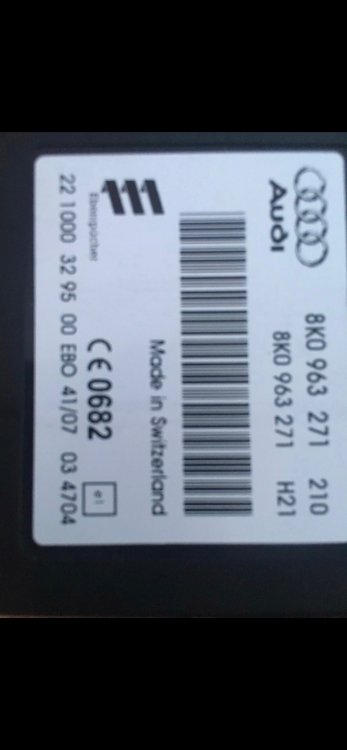 Audi
8K0 963 271 210
8K0 963 271 H21
Made in Switzerland
Eberspächer
CE 0682
e1
22 1000 32 95 00 EBO 41/07 03 4704